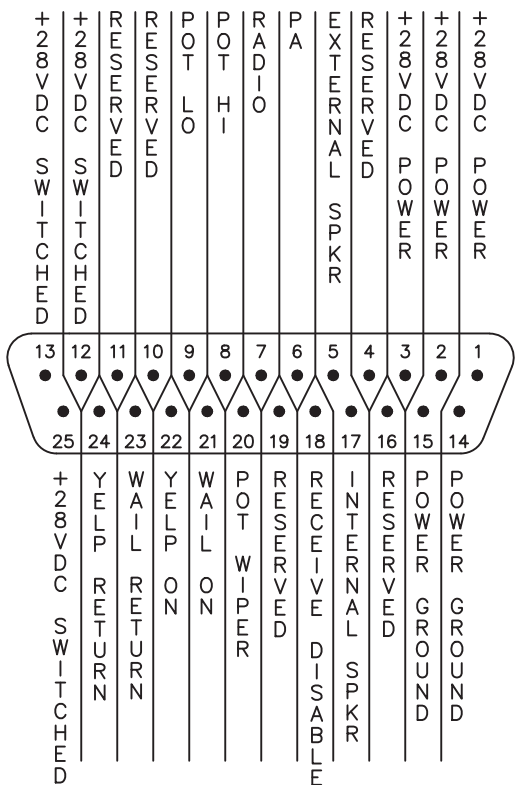 +28VDC SWITCHED
+28VDC SWITCHED
RESERVED
RESERVED
POT LO
POT HI
RADIO
PA
EXTERNAL SPKR
RESERVED
+28VDC POWER
+28VDC POWER
+28VDC POWER
13 12 11 10 9 8 7 6 5 4 3 2 1
25 24 23 22 21 20 19 18 17 16 15 14
+28VDC SWITCHED
YELP RETURN
WAIL RETURN
YELP ON
WAIL ON
POT WIPER
RESERVED
RECEIVE DISABLE
INTERNAL SPKR
RESERVED
POWER GROUND
POWER GROUND